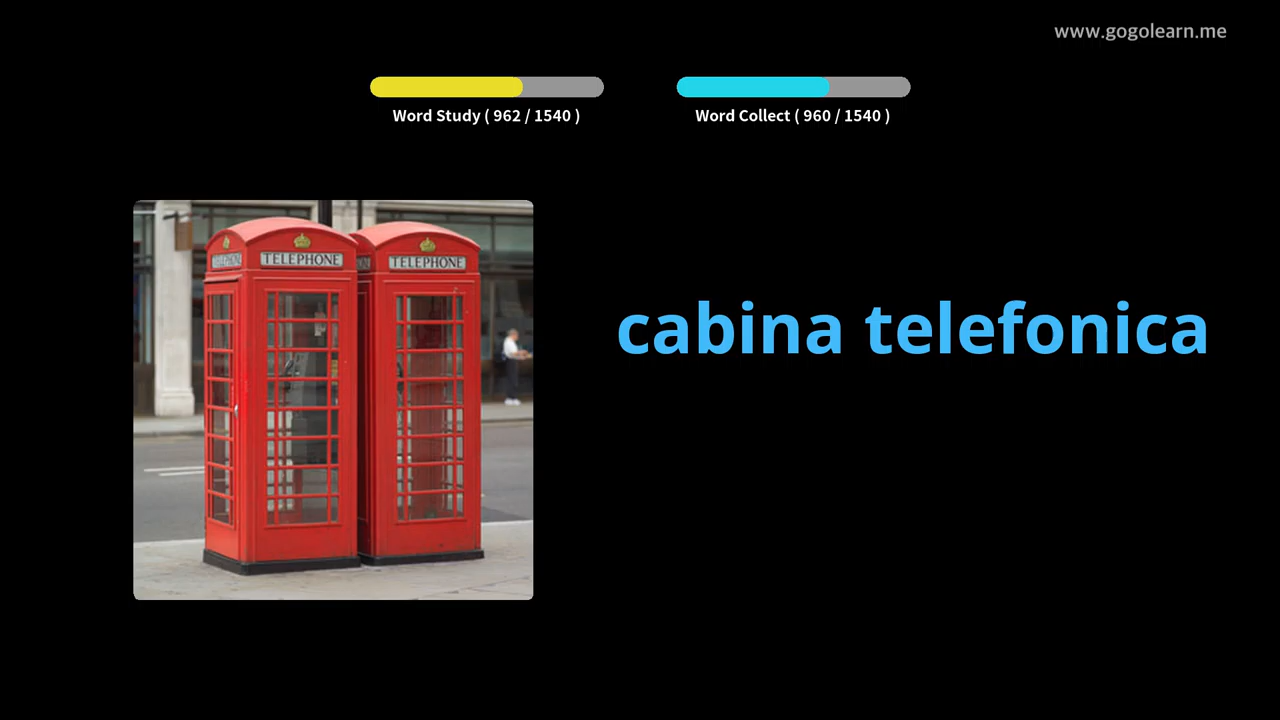 www.gogolearn.me
Word Study ( 962 / 1540 )
Word Collect ( 960 / 1540 )
TELEPHONE
TELEPHONE
cabina telefonica